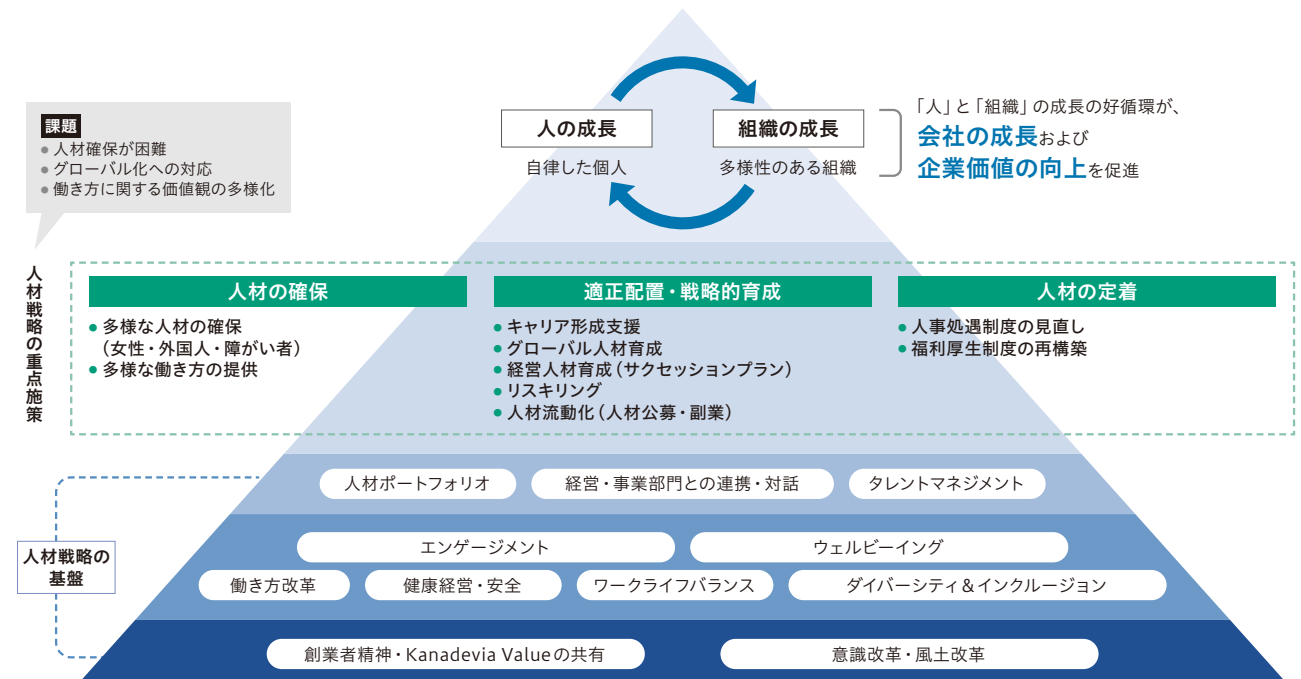 課題
● 人材確保が困難
● グローバル化への対応
● 働き方に関する価値観の多様化
人の成長
自律した個人
組織の成長
多様性のある組織
「人」と「組織」の成長の好循環が、
会社の成長および
企業価値の向上を促進
人材戦略の重点施策
人材の確保
● 多様な人材の確保
（女性・外国人・障がい者）
● 多様な働き方の提供
適正配置・戦略的育成
● キャリア形成支援
● グローバル人材育成
● 経営人材育成（サクセッションプラン）
● リスキリング
● 人材流動化（人材公募・副業）
人材の定着
● 人事処遇制度の見直し
● 福利厚生制度の再構築
人材戦略の
基盤
人材ポートフォリオ
経営・事業部門との連携・対話
タレントマネジメント
エンゲージメント
ウェルビーイング
働き方改革
健康経営・安全
ワークライフバランス
ダイバーシティ＆インクルージョン
創業者精神・Kanadevia Valueの共有
意識改革・風土改革